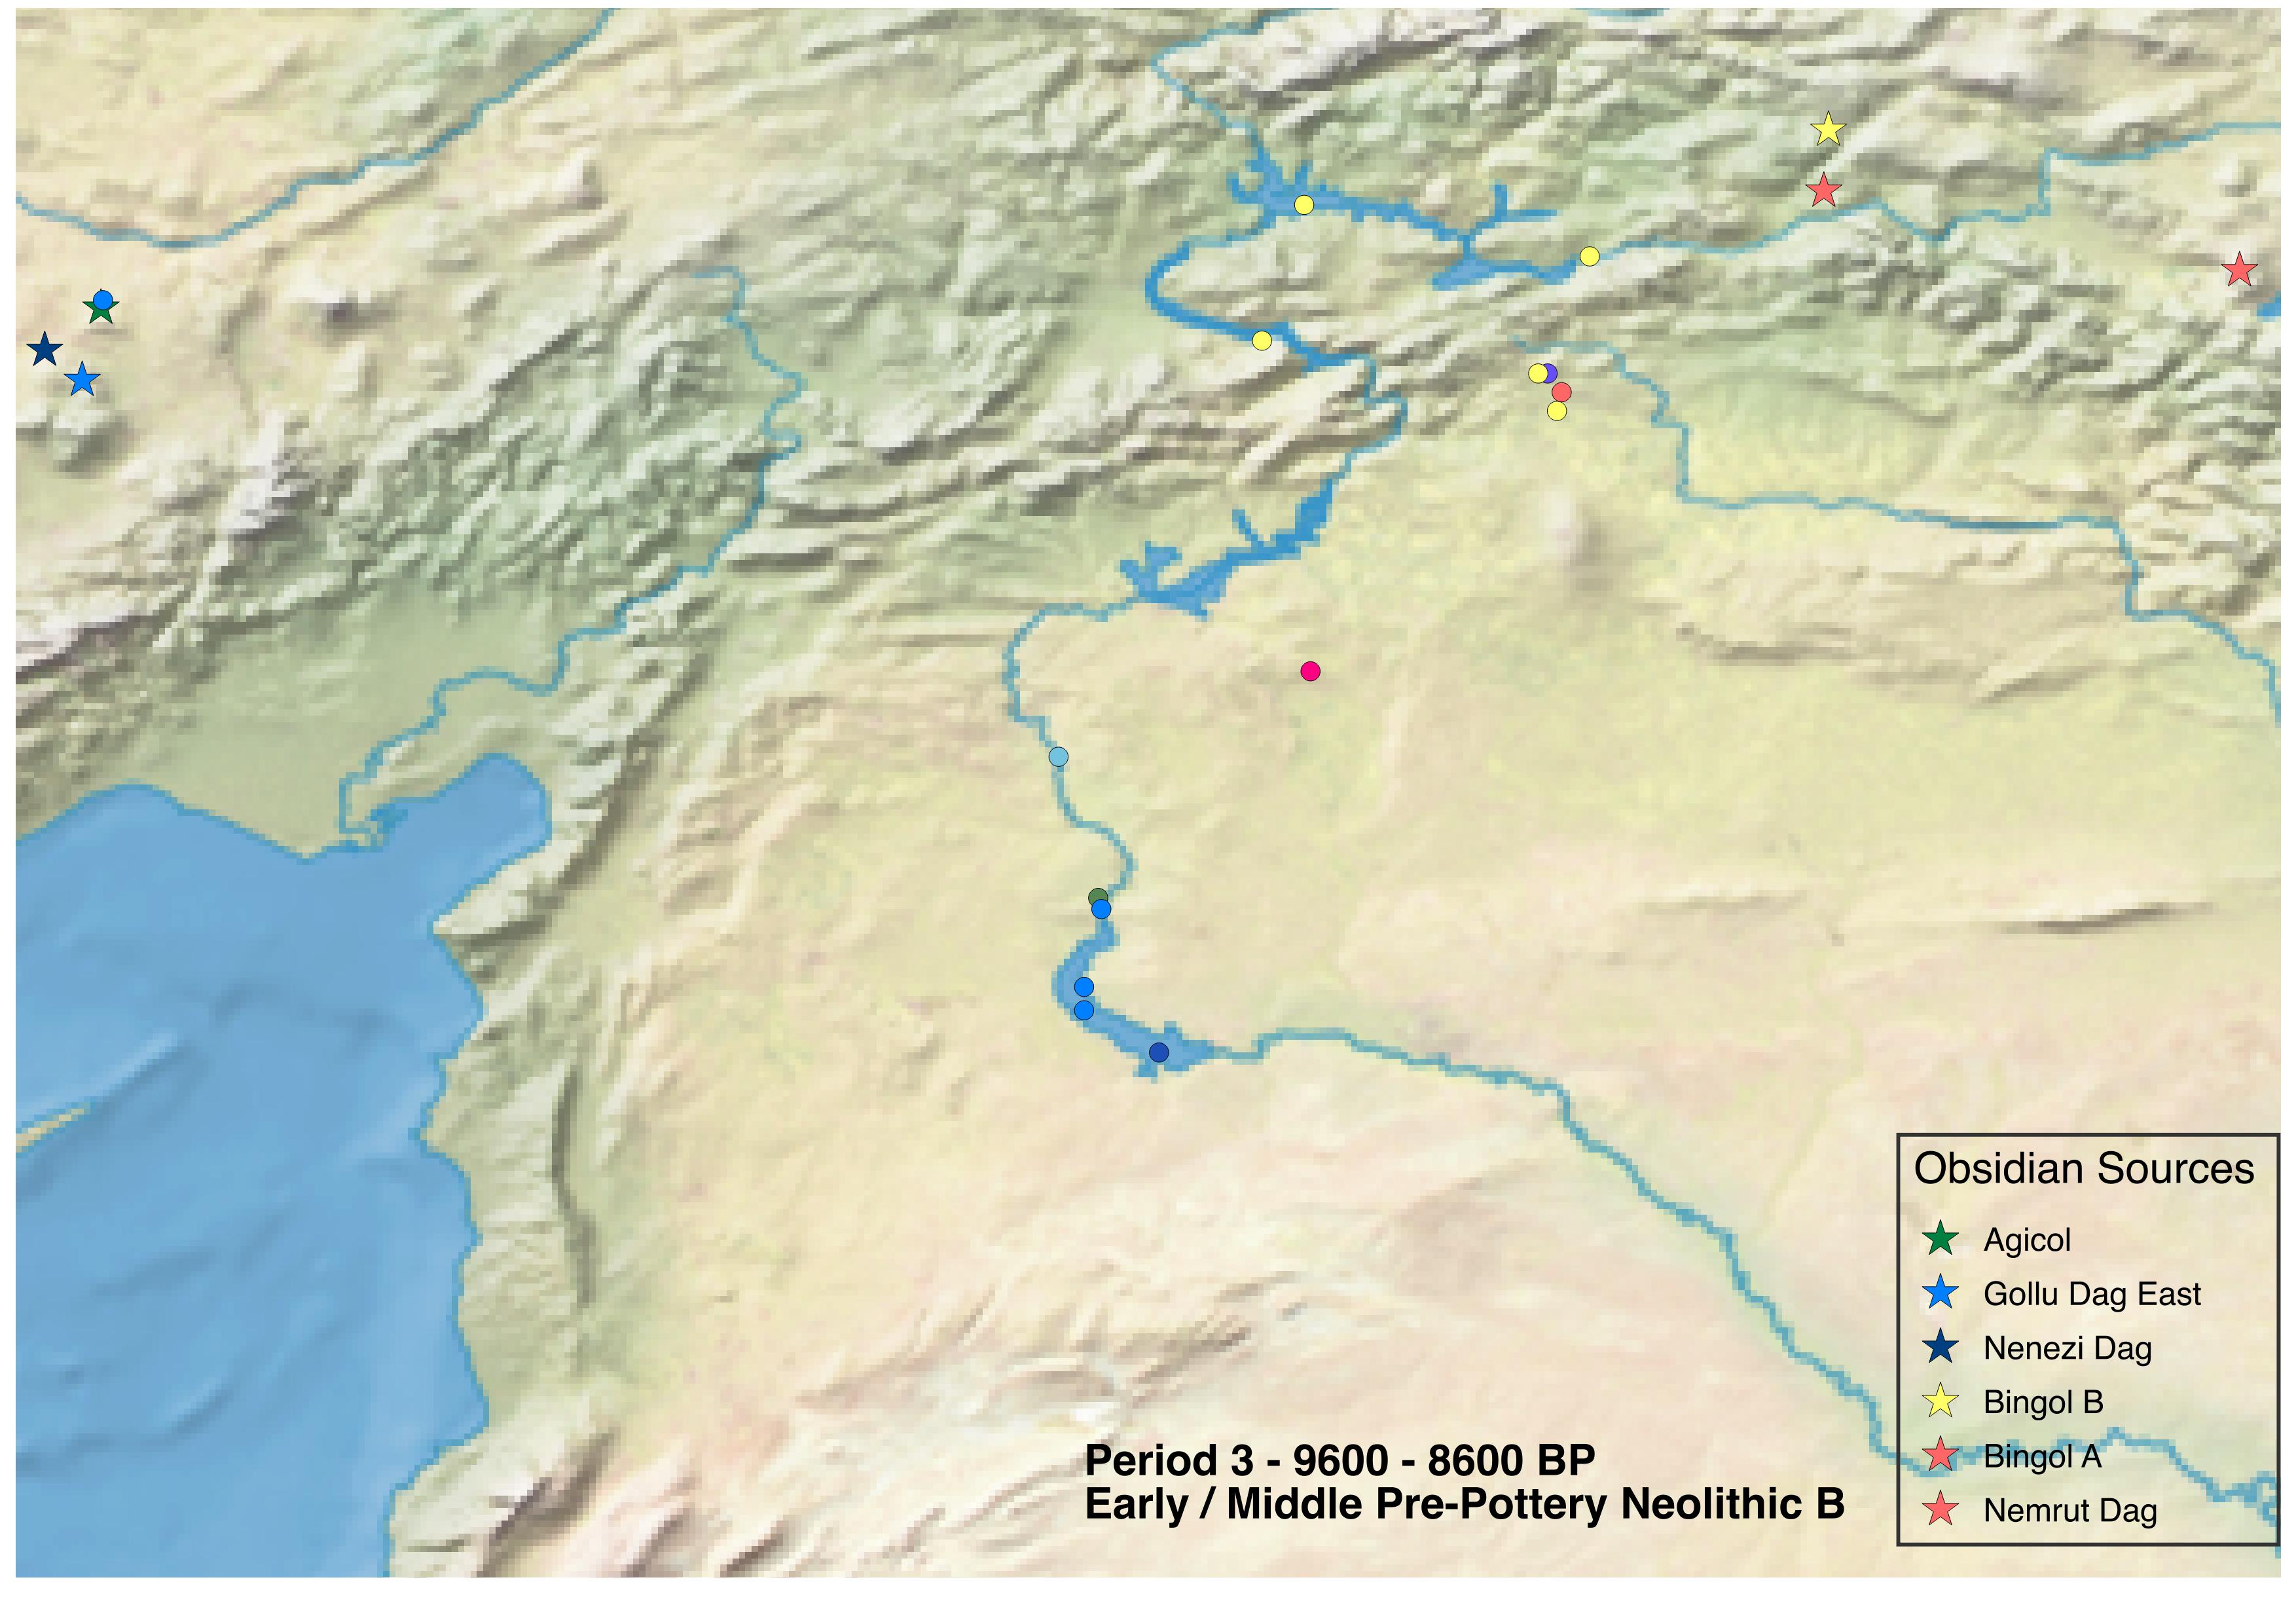 Period 3 - 9600 - 8600 BP
Early / Middle Pre-Pottery Neolithic B
Obsidian Sources
Agicol
Gollu Dag East
Nenezi Dag
Bingol B
Bingol A
Nemrut Dag